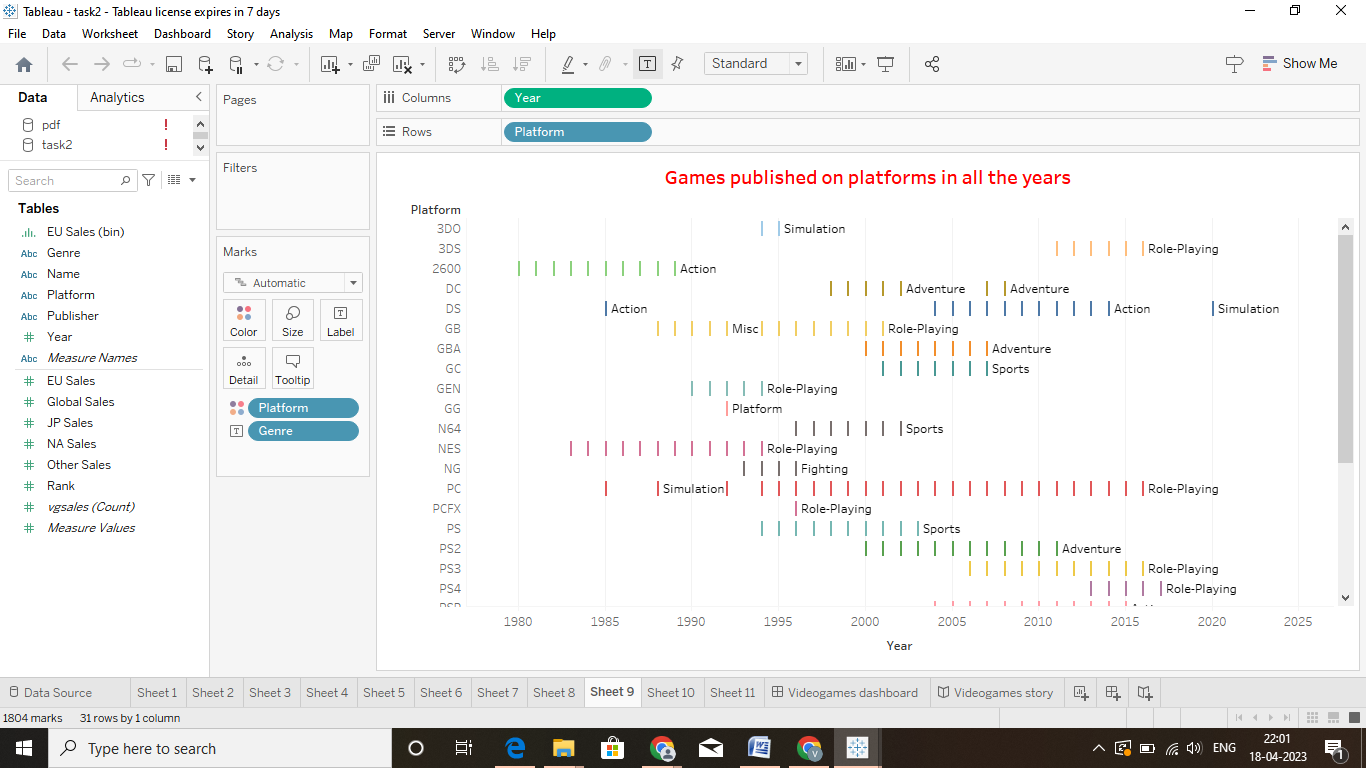 Tableau - task2 - Tableau license expires in 7 days
File Data Worksheet Dashboard Story Analysis Map Format Server Window Help
Standard Show Me
Data Analytics
pdf !
task2 !
Search
Tables
EU Sales (bin)
Abc Genre
Abc Name
Abc Platform
Abc Publisher
Year
Abc Measure Names
EU Sales
Global Sales
JP Sales
NA Sales
Other Sales
Rank
vgsales (Count)
Measure Values
Pages
Filters
Marks
Automatic
Color Size Label
Detail Tooltip
Platform
Genre
Columns Year
Rows Platform
Games published on platforms in all the years
Platform
3DO Simulation
3DS Role-Playing
2600 Action
DC Adventure Adventure
DS Action Action Simulation
GB Misc Role-Playing
GBA Adventure
GC Sports
GEN Role-Playing
GG Platform
N64 Sports
NES Role-Playing
NG Fighting
PC Simulation Role-Playing
PCFX Role-Playing
PS Sports
PS2 Adventure
PS3 Role-Playing
PS4 Role-Playing
1980 1985 1990 1995 2000 2005 2010 2015 2020 2025
Year
Data Source Sheet 1 Sheet 2 Sheet 3 Sheet 4 Sheet 5 Sheet 6 Sheet 7 Sheet 8 Sheet 9 Sheet 10 Sheet 11 Videogames dashboard Videogames story
1804 marks 31 rows by 1 column
Type here to search
ENG
22:01
18-04-2023
1